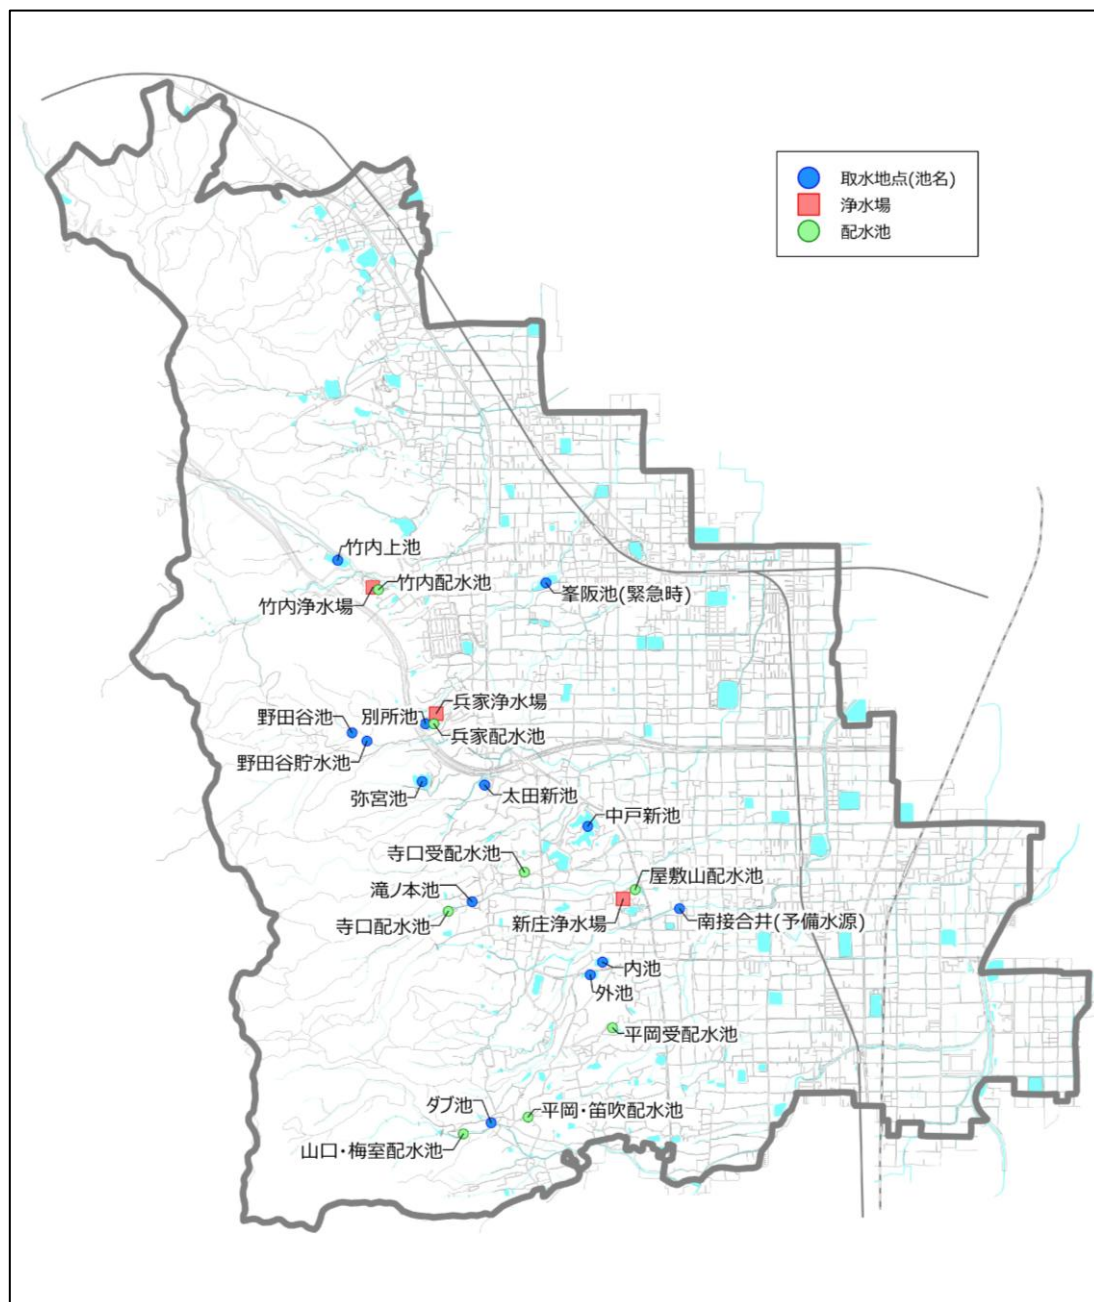 取水地点(池名)
浄水場
配水池
竹内上池
竹内配水池
竹内浄水場
峯阪池(緊急時)
兵家浄水場
野田谷池
別所池
兵家配水池
野田谷貯水池
弥宮池
太田新池
中戸新池
寺口受配水池
屋敷山配水池
滝ノ本池
寺口配水池
新庄浄水場
南接合井(予備水源)
内池
外池
平岡受配水池
ダブ池
平岡・笛吹配水池
山口・梅室配水池